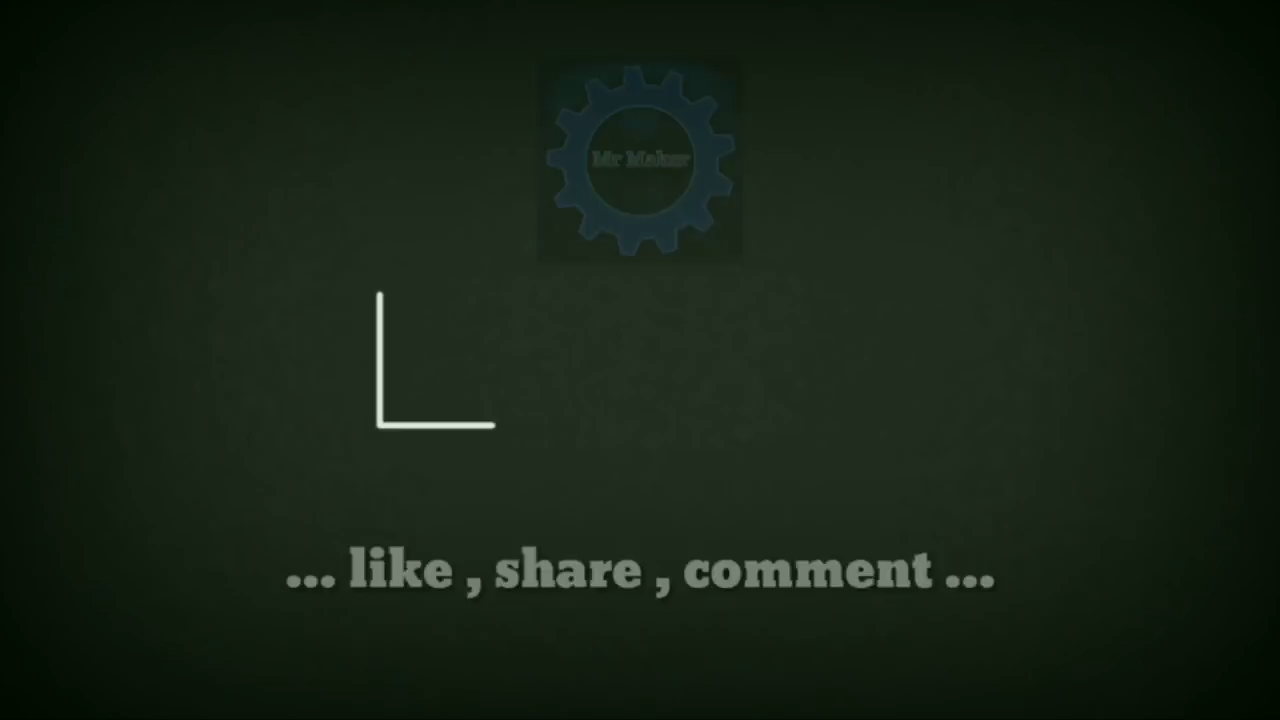 Mr Maker
... like , share , comment ...